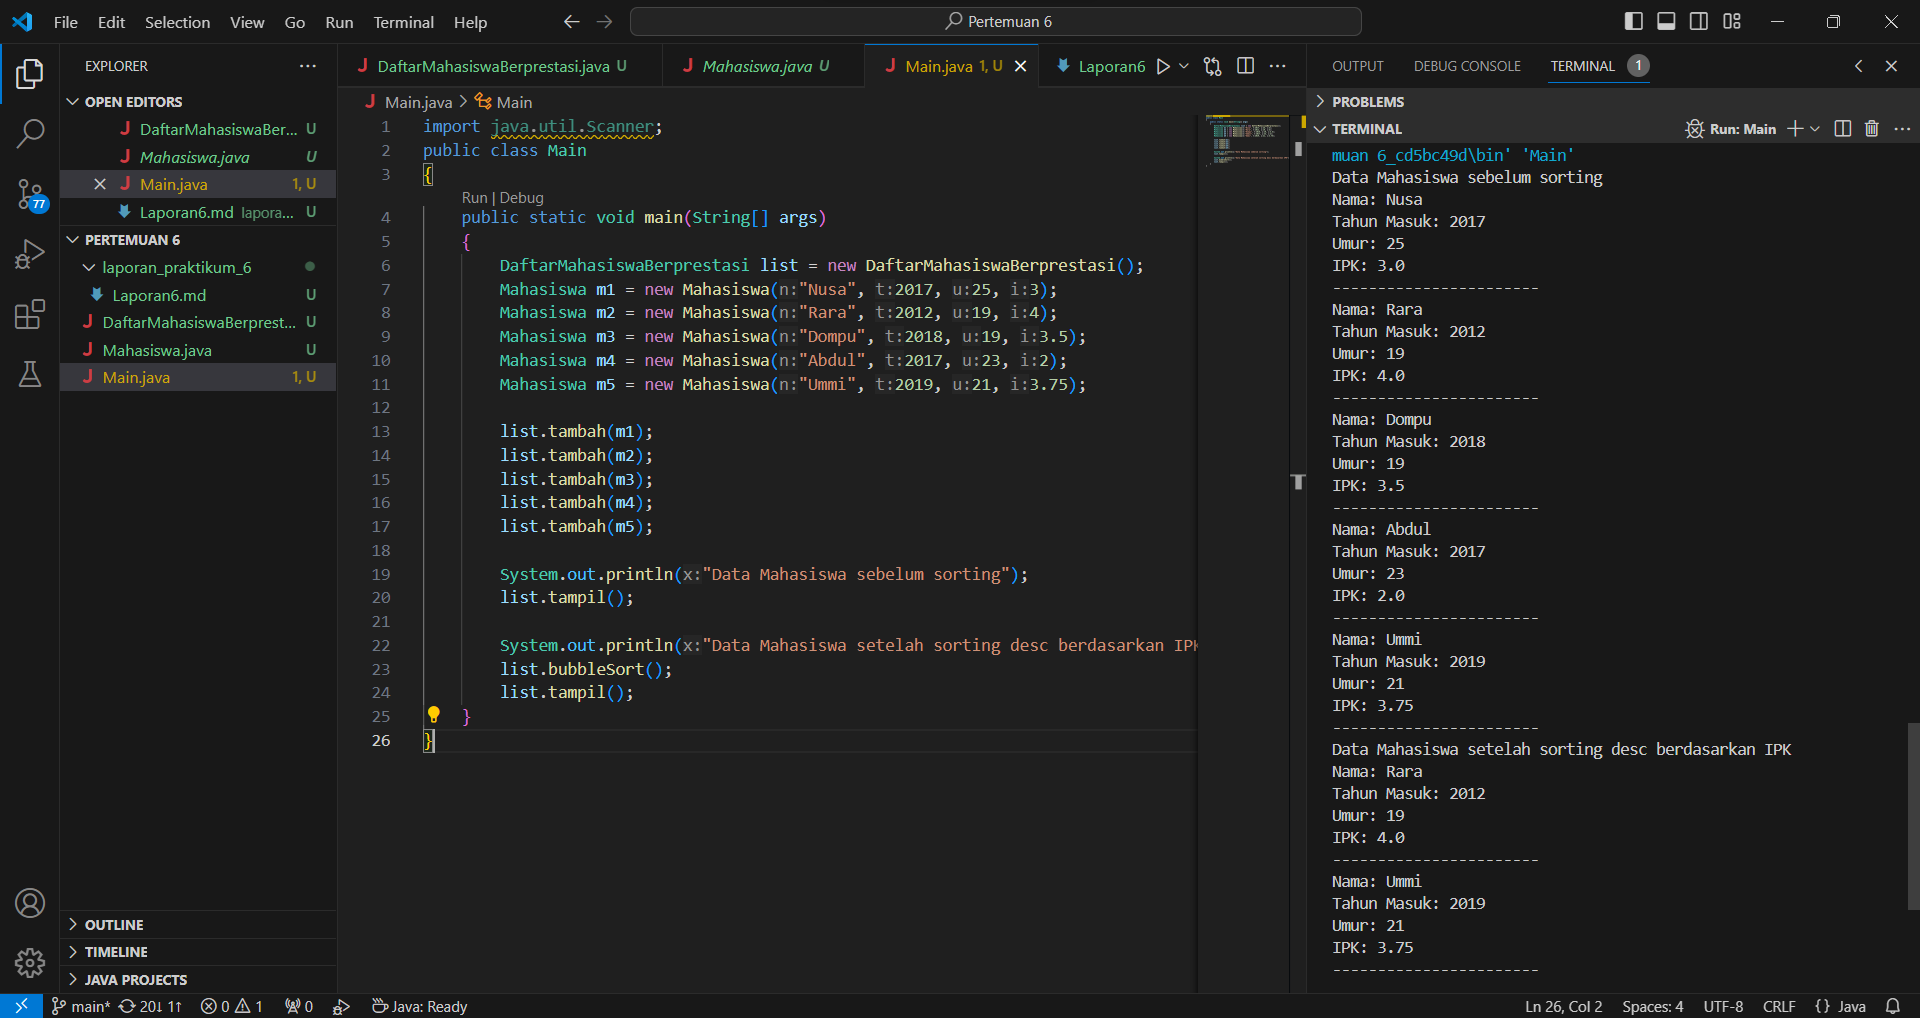 File Edit Selection View Go Run Terminal Help
Pertemuan 6
EXPLORER
OPEN EDITORS
DaftarMahasiswaBer... U
Mahasiswa.java U
Main.java 1, U
Laporan6.md lapora... U
PERTEMUAN 6
laporan_praktikum_6
Laporan6.md U
DaftarMahasiswaBerprest... U
Mahasiswa.java U
Main.java 1, U
OUTLINE
TIMELINE
JAVA PROJECTS
77
DaftarMahasiswaBerprestasi.java U
Mahasiswa.java U
Main.java 1, U
Laporan6
Main.java > Main
1 import java.util.Scanner;
2 public class Main
3 {
Run | Debug
4 public static void main(String[] args)
5 {
6 DaftarMahasiswaBerprestasi list = new DaftarMahasiswaBerprestasi();
7 Mahasiswa m1 = new Mahasiswa(n:"Nusa", t:2017, u:25, i:3);
8 Mahasiswa m2 = new Mahasiswa(n:"Rara", t:2012, u:19, i:4);
9 Mahasiswa m3 = new Mahasiswa(n:"Dompu", t:2018, u:19, i:3.5);
10 Mahasiswa m4 = new Mahasiswa(n:"Abdul", t:2017, u:23, i:2);
11 Mahasiswa m5 = new Mahasiswa(n:"Ummi", t:2019, u:21, i:3.75);
12
13 list.tambah(m1);
14 list.tambah(m2);
15 list.tambah(m3);
16 list.tambah(m4);
17 list.tambah(m5);
18
19 System.out.println(x:"Data Mahasiswa sebelum sorting");
20 list.tampil();
21
22 System.out.println(x:"Data Mahasiswa setelah sorting desc berdasarkan IPK
23 list.bubbleSort();
24 list.tampil();
25 }
26 }
OUTPUT DEBUG CONSOLE TERMINAL 1
PROBLEMS
TERMINAL Run: Main
muan 6_cd5bc49d\bin' 'Main'
Data Mahasiswa sebelum sorting
Nama: Nusa
Tahun Masuk: 2017
Umur: 25
IPK: 3.0
-----------------------
Nama: Rara
Tahun Masuk: 2012
Umur: 19
IPK: 4.0
-----------------------
Nama: Dompu
Tahun Masuk: 2018
Umur: 19
IPK: 3.5
-----------------------
Nama: Abdul
Tahun Masuk: 2017
Umur: 23
IPK: 2.0
-----------------------
Nama: Ummi
Tahun Masuk: 2019
Umur: 21
IPK: 3.75
-----------------------
Data Mahasiswa setelah sorting desc berdasarkan IPK
Nama: Rara
Tahun Masuk: 2012
Umur: 19
IPK: 4.0
-----------------------
Nama: Ummi
Tahun Masuk: 2019
Umur: 21
IPK: 3.75
-----------------------
main* 20↓ 1↑ 0 1 0 Java: Ready
Ln 26, Col 2 Spaces: 4 UTF-8 CRLF {} Java